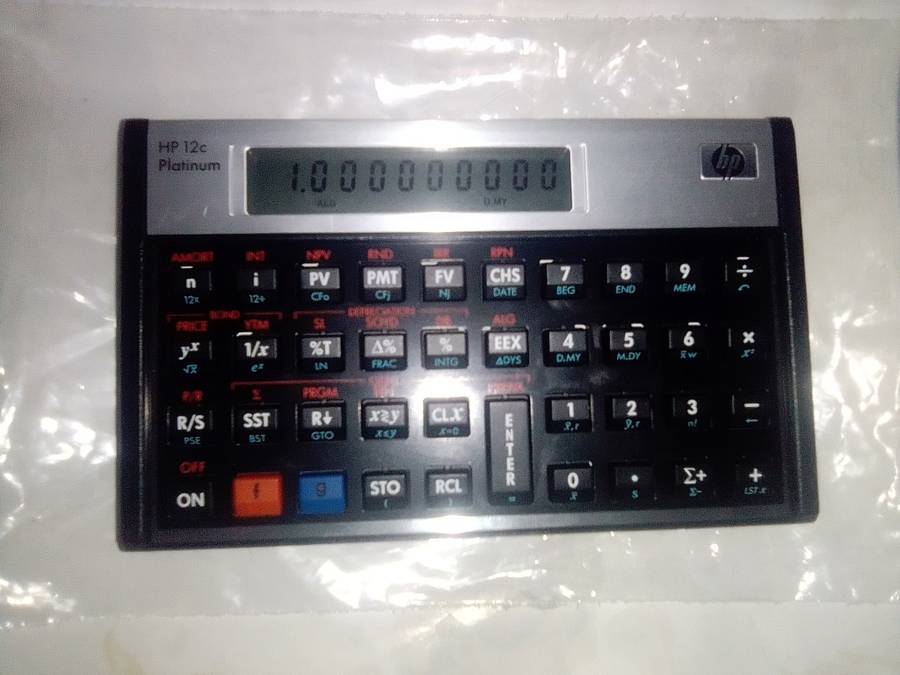 HP 12c
Platinum
1.000000000
ALG D.MY
hp
AMORT INT NPV RND IRR RPN
n i PV PMT FV CHS 7 8 9 ÷
12x 12÷ CFo CFj Nj DATE BEG END MEM
BOND DEPRECIATION
PRICE YTM SL SOYD DB ALG
yx 1/x %T Δ% % EEX 4 5 6 ×
√x ex LN FRAC INTG ΔDYS D.MY M.DY x̄w x²
P/R Σ PRGM FIN PREFIX
R/S SST R↓ x≷y CLx ENTER 1 2 3 −
PSE BST GTO x≤y x=0 x̂,r ŷ,r n! ←
OFF
ON f g STO RCL 0 • Σ+ +
( = x̄ s Σ− LSTx